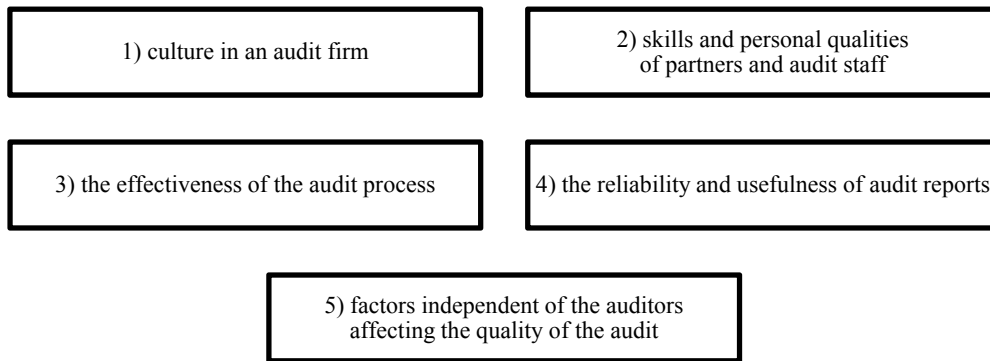 1) culture in an audit firm
2) skills and personal qualities
of partners and audit staff
3) the effectiveness of the audit process
4) the reliability and usefulness of audit reports
5) factors independent of the auditors
affecting the quality of the audit